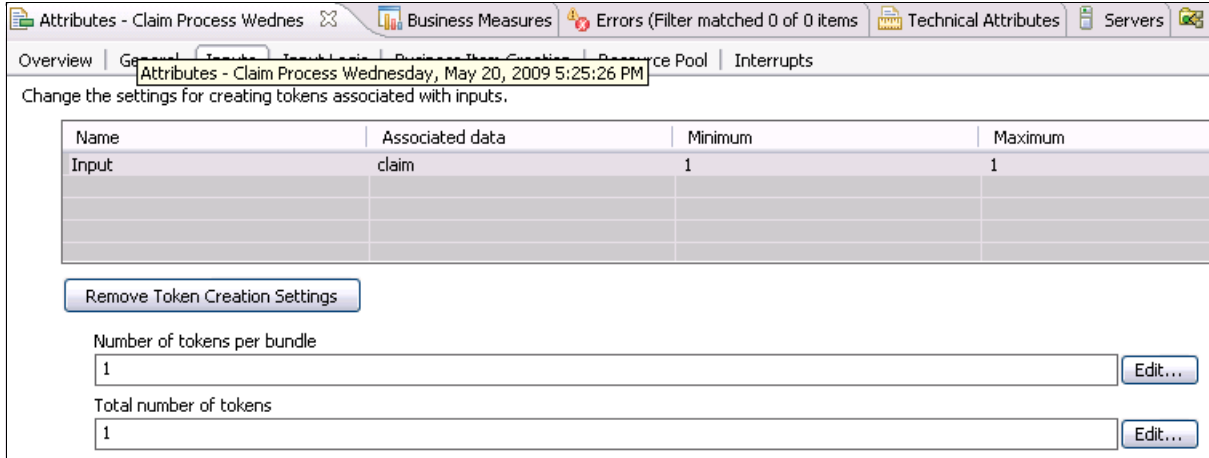 Attributes - Claim Process Wednes Business Measures Errors (Filter matched 0 of 0 items Technical Attributes Servers
Overview Resource Pool Interrupts
Attributes - Claim Process Wednesday, May 20, 2009 5:25:26 PM
Change the settings for creating tokens associated with inputs.
Name Associated data Minimum Maximum
Input claim 1 1
Remove Token Creation Settings
Number of tokens per bundle
1 Edit...
Total number of tokens
1 Edit...